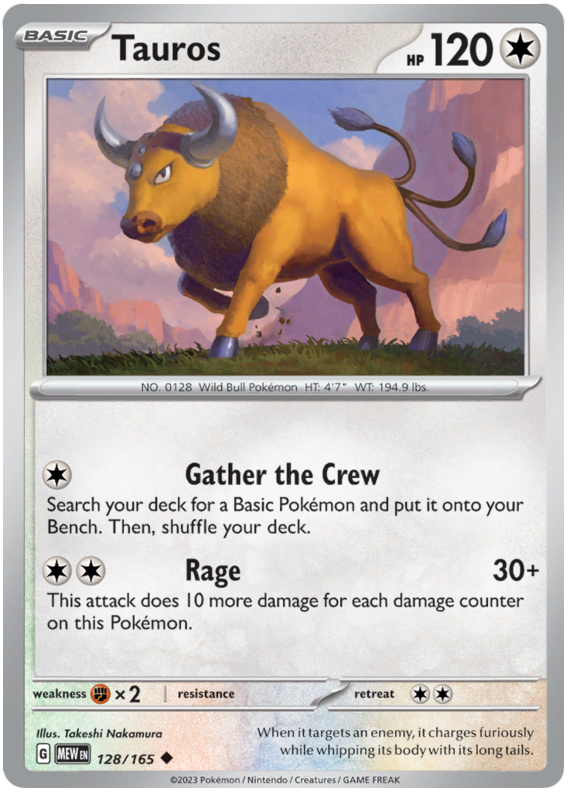 BASIC Tauros HP 120
NO. 0128 Wild Bull Pokémon HT: 4'7" WT: 194.9 lbs.
Gather the Crew
Search your deck for a Basic Pokémon and put it onto your
Bench. Then, shuffle your deck.
Rage 30+
This attack does 10 more damage for each damage counter
on this Pokémon.
weakness ×2 resistance retreat
Illus. Takeshi Nakamura
G MEW EN 128/165
When it targets an enemy, it charges furiously
while whipping its body with its long tails.
©2023 Pokémon / Nintendo / Creatures / GAME FREAK